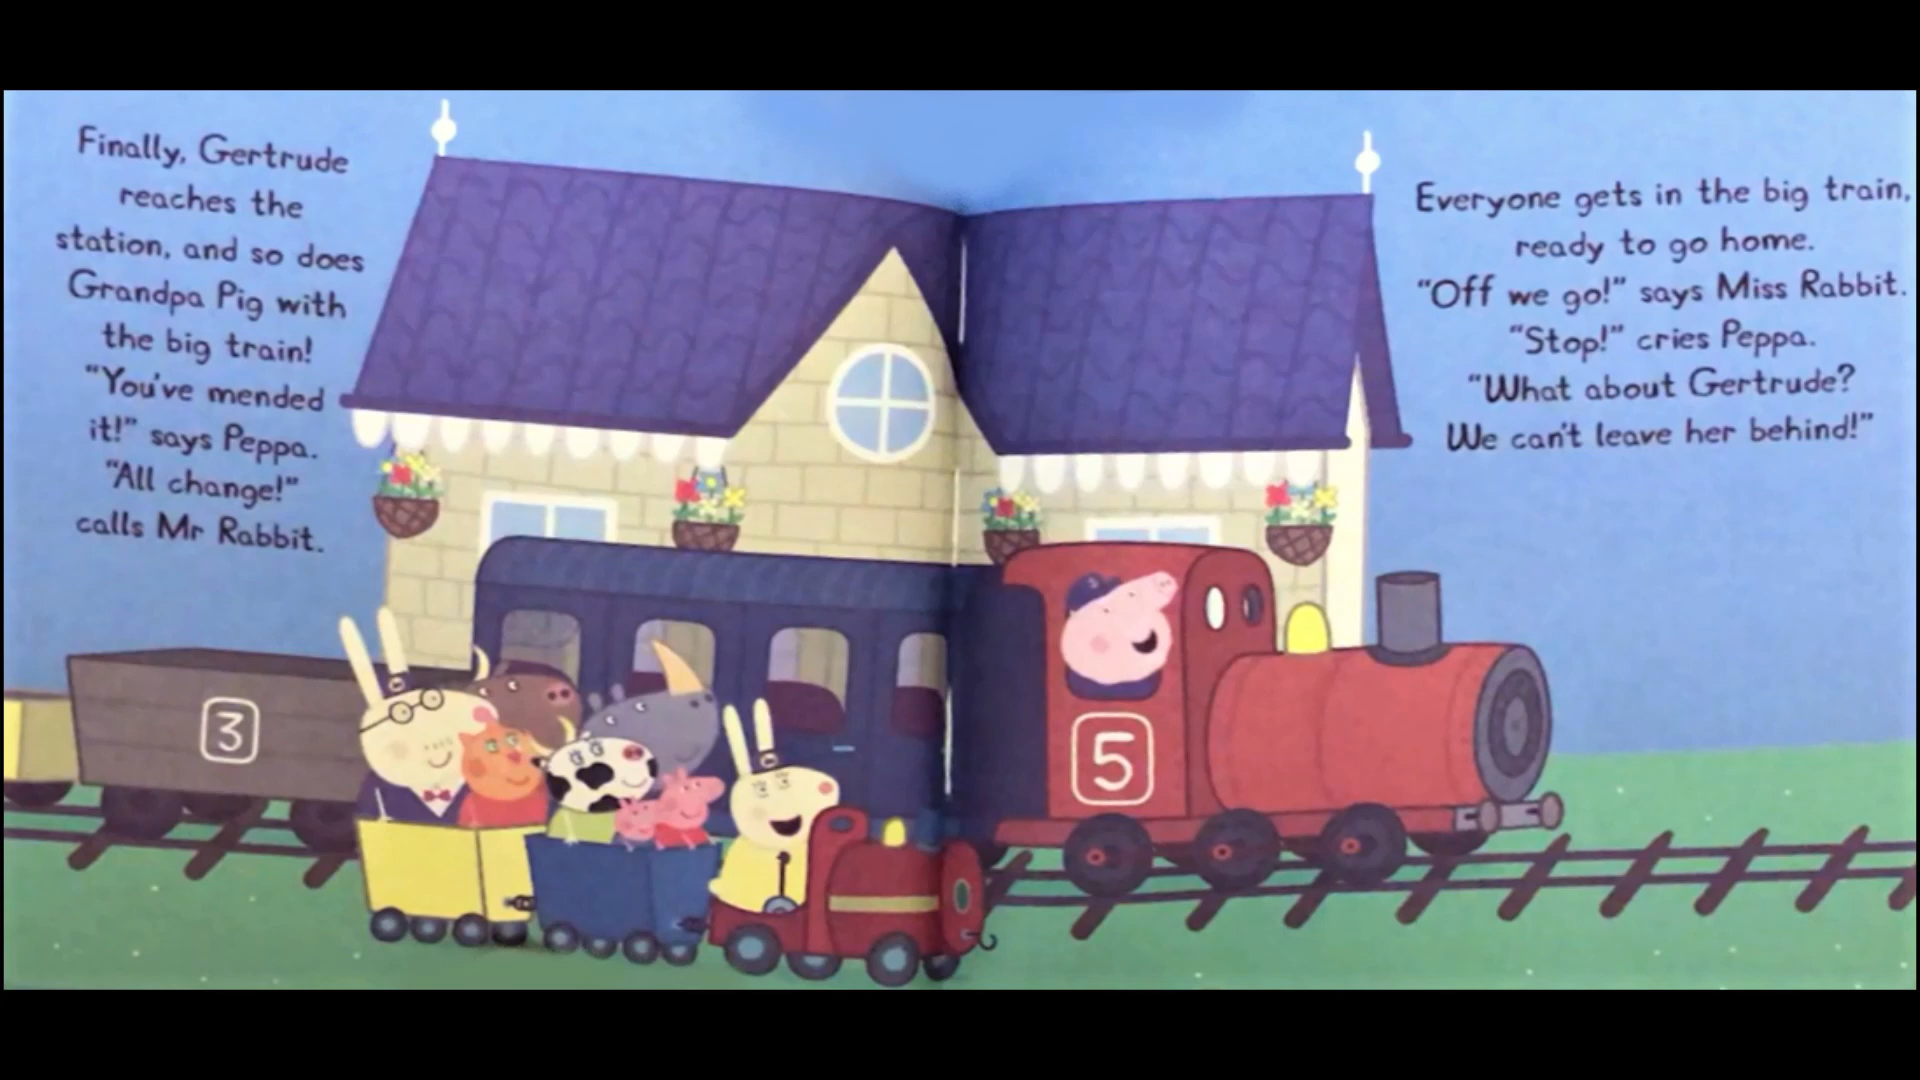 Finally, Gertrude
reaches the
station, and so does
Grandpa Pig with
the big train!
"You've mended
it!" says Peppa.
"All change!"
calls Mr Rabbit.
Everyone gets in the big train,
ready to go home.
"Off we go!" says Miss Rabbit.
"Stop!" cries Peppa.
"What about Gertrude?
We can't leave her behind!"
3
5